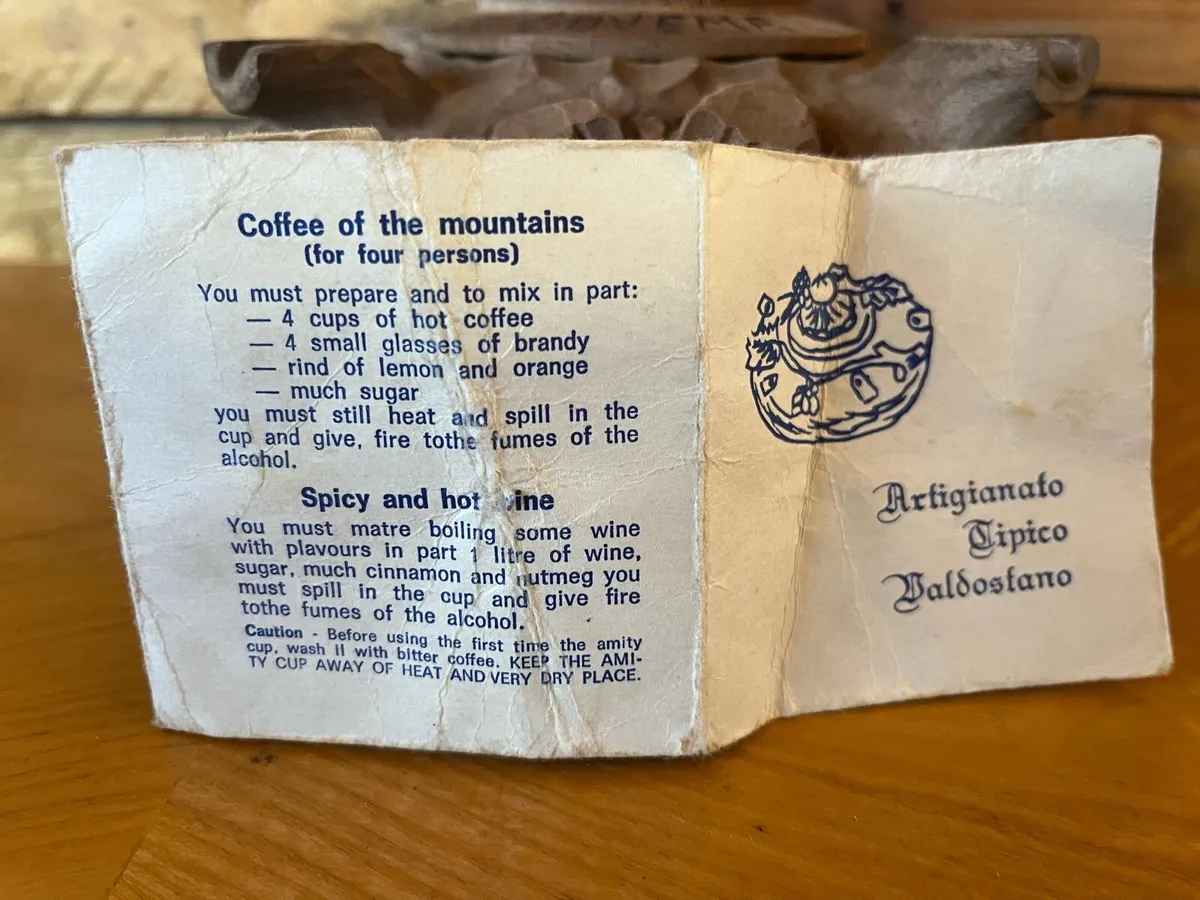 Coffee of the mountains
(for four persons)
You must prepare and to mix in part:
— 4 cups of hot coffee
— 4 small glasses of brandy
— rind of lemon and orange
— much sugar
you must still heat and spill in the
cup and give, fire tothe fumes of the
alcohol.
Spicy and hot wine
You must matre boiling some wine
with plavours in part 1 litre of wine,
sugar, much cinnamon and nutmeg you
must spill in the cup and give fire
tothe fumes of the alcohol.
Caution - Before using the first time the amity
cup, wash il with bitter coffee. KEEP THE AMI-
TY CUP AWAY OF HEAT AND VERY DRY PLACE.
Artigianato
Tipico
Valdostano